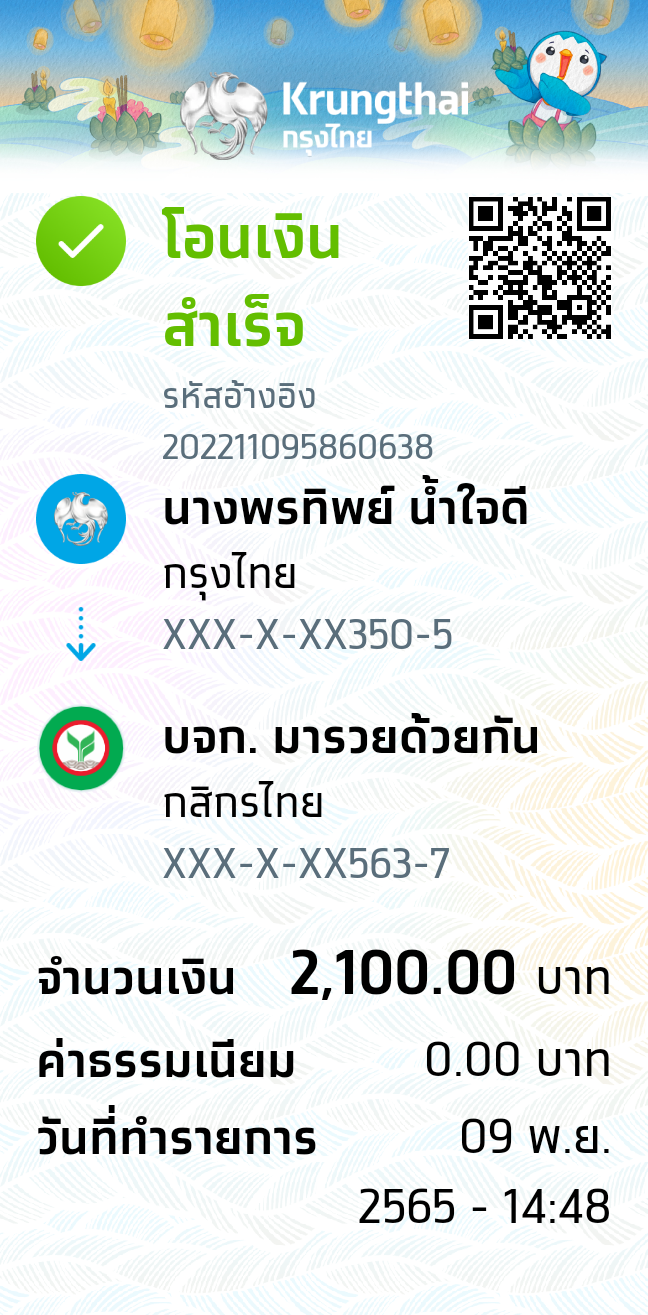 Krungthai
กรุงไทย
โอนเงิน
สำเร็จ
รหัสอ้างอิง
202211095860638
นางพรทิพย์ น้ำใจดี
กรุงไทย
XXX-X-XX350-5
บจก. มารวยด้วยกัน
กสิกรไทย
XXX-X-XX563-7
จำนวนเงิน 2,100.00 บาท
ค่าธรรมเนียม 0.00 บาท
วันที่ทำรายการ 09 พ.ย.
2565 - 14:48